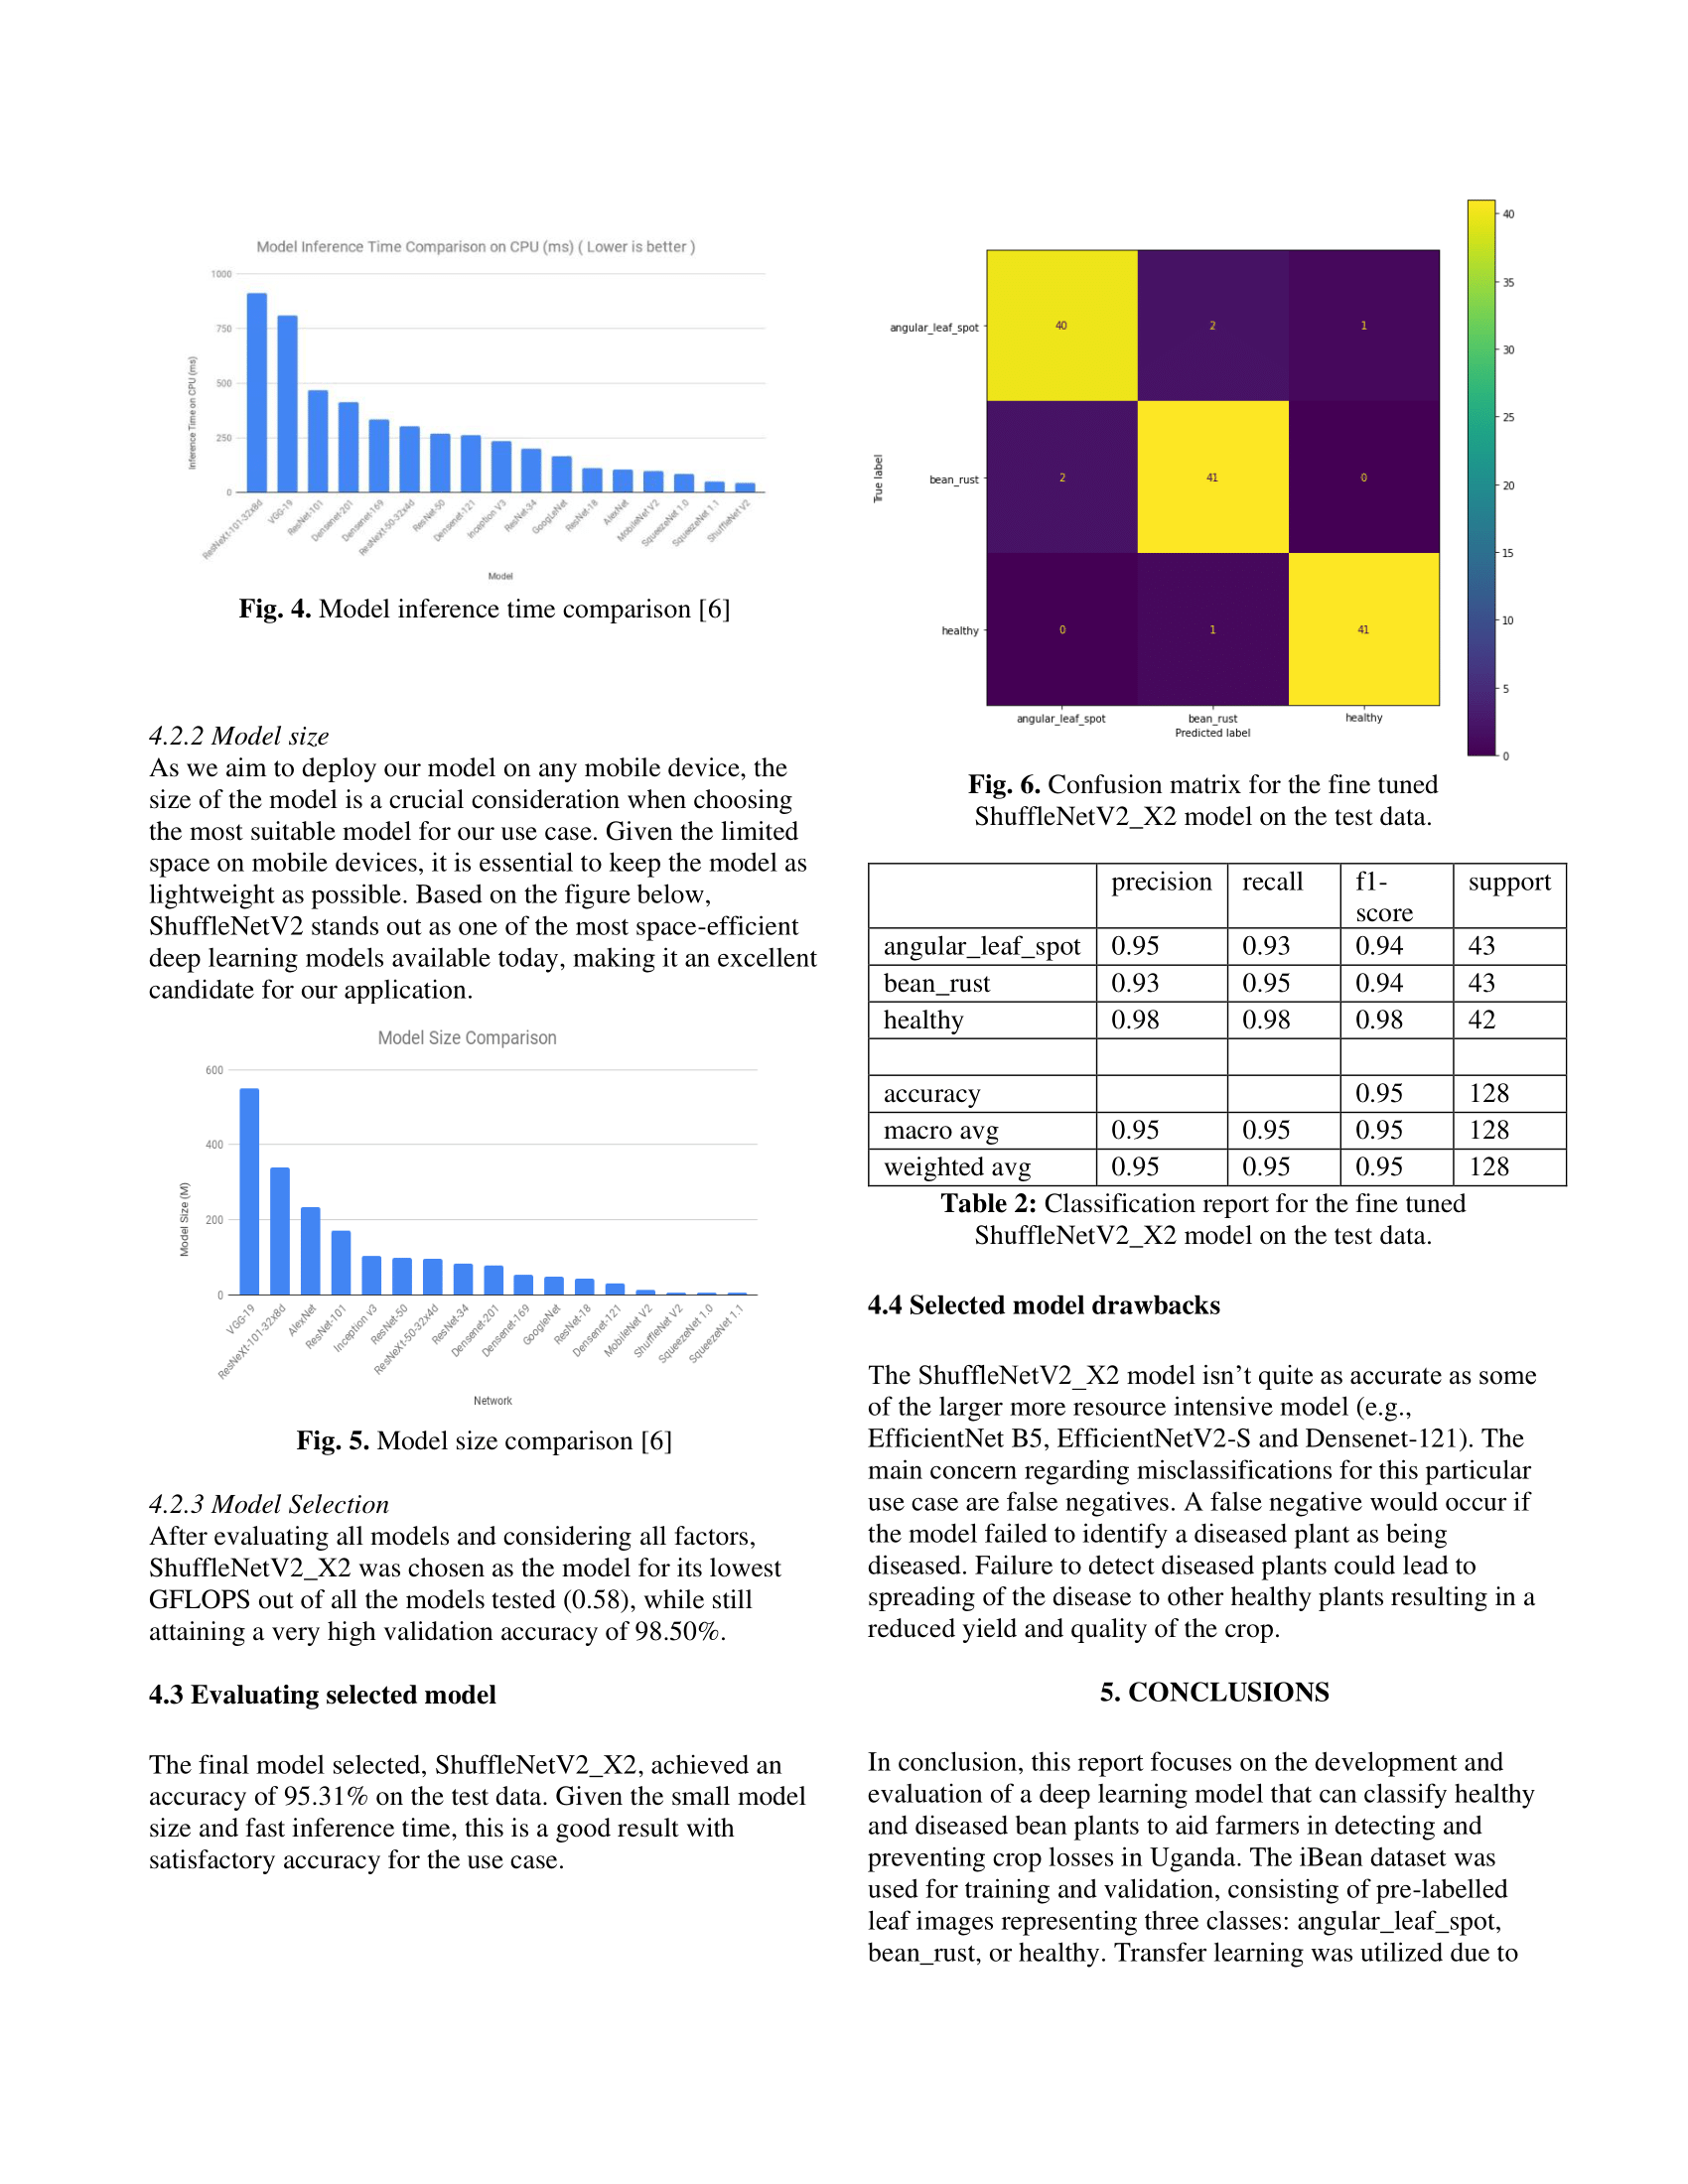 Model Inference Time Comparison on CPU (ms) ( Lower is better )
1000
750
500
250
0
Inference Time on CPU (ms)
ResNeXt-101-32x8d
VGG-19
ResNet-101
Densenet-201
Densenet-169
ResNeXt-50-32x4d
ResNet-50
Densenet-121
Inception V3
ResNet-34
GoogLeNet
ResNet-18
AlexNet
MobileNet V2
SqueezeNet 1.0
SqueezeNet 1.1
ShuffleNet V2
Model
Fig. 4. Model inference time comparison [6]
4.2.2 Model size
As we aim to deploy our model on any mobile device, the
size of the model is a crucial consideration when choosing
the most suitable model for our use case. Given the limited
space on mobile devices, it is essential to keep the model as
lightweight as possible. Based on the figure below,
ShuffleNetV2 stands out as one of the most space-efficient
deep learning models available today, making it an excellent
candidate for our application.
Model Size Comparison
600
400
200
0
Model Size (M)
VGG-19
ResNeXt-101-32x8d
AlexNet
ResNet-101
Inception v3
ResNet-50
ResNeXt-50-32x4d
ResNet-34
Densenet-201
Densenet-169
GoogleNet
ResNet-18
Densenet-121
MobileNet V2
ShuffleNet V2
SqueezeNet 1.0
SqueezeNet 1.1
Network
Fig. 5. Model size comparison [6]
4.2.3 Model Selection
After evaluating all models and considering all factors,
ShuffleNetV2_X2 was chosen as the model for its lowest
GFLOPS out of all the models tested (0.58), while still
attaining a very high validation accuracy of 98.50%.
4.3 Evaluating selected model
The final model selected, ShuffleNetV2_X2, achieved an
accuracy of 95.31% on the test data. Given the small model
size and fast inference time, this is a good result with
satisfactory accuracy for the use case.
True label
angular_leaf_spot 40 2 1
bean_rust 2 41 0
healthy 0 1 41
angular_leaf_spot bean_rust healthy
Predicted label
40
35
30
25
20
15
10
5
0
Fig. 6. Confusion matrix for the fine tuned
ShuffleNetV2_X2 model on the test data.
precision recall f1-score support
angular_leaf_spot 0.95 0.93 0.94 43
bean_rust 0.93 0.95 0.94 43
healthy 0.98 0.98 0.98 42
accuracy 0.95 128
macro avg 0.95 0.95 0.95 128
weighted avg 0.95 0.95 0.95 128
Table 2: Classification report for the fine tuned
ShuffleNetV2_X2 model on the test data.
4.4 Selected model drawbacks
The ShuffleNetV2_X2 model isn’t quite as accurate as some
of the larger more resource intensive model (e.g.,
EfficientNet B5, EfficientNetV2-S and Densenet-121). The
main concern regarding misclassifications for this particular
use case are false negatives. A false negative would occur if
the model failed to identify a diseased plant as being
diseased. Failure to detect diseased plants could lead to
spreading of the disease to other healthy plants resulting in a
reduced yield and quality of the crop.
5. CONCLUSIONS
In conclusion, this report focuses on the development and
evaluation of a deep learning model that can classify healthy
and diseased bean plants to aid farmers in detecting and
preventing crop losses in Uganda. The iBean dataset was
used for training and validation, consisting of pre-labelled
leaf images representing three classes: angular_leaf_spot,
bean_rust, or healthy. Transfer learning was utilized due to